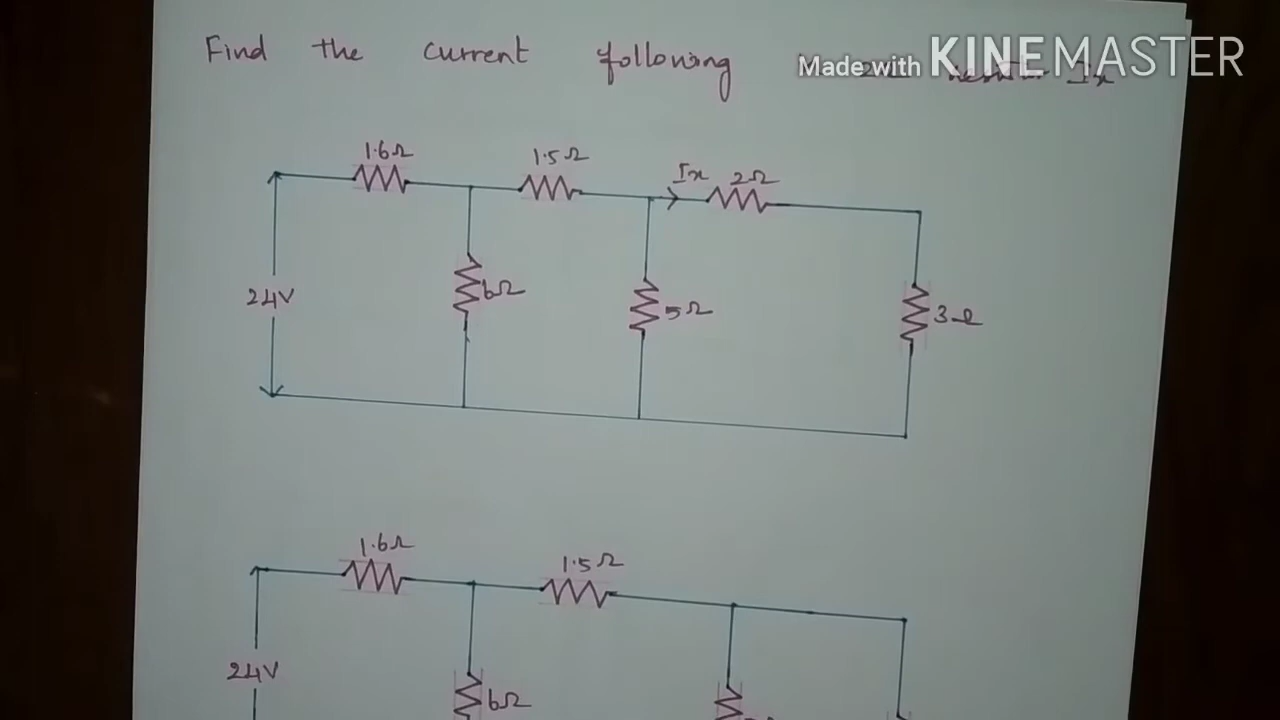 Find the current following
Made with KINEMASTER
1.6Ω 1.5Ω Ix 2Ω
24V 6Ω 5Ω 3Ω
1.6Ω 1.5Ω
24V 6Ω